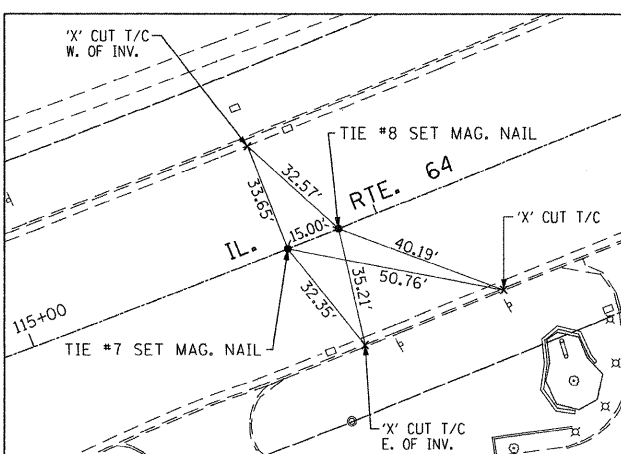 'X' CUT T/C
W. OF INV.
TIE #8 SET MAG. NAIL
32.57'
33.65'
RTE. 64
15.00'
IL.
'X' CUT T/C
40.19'
50.76'
35.21'
32.35'
115+00
TIE #7 SET MAG. NAIL
'X' CUT T/C
E. OF INV.